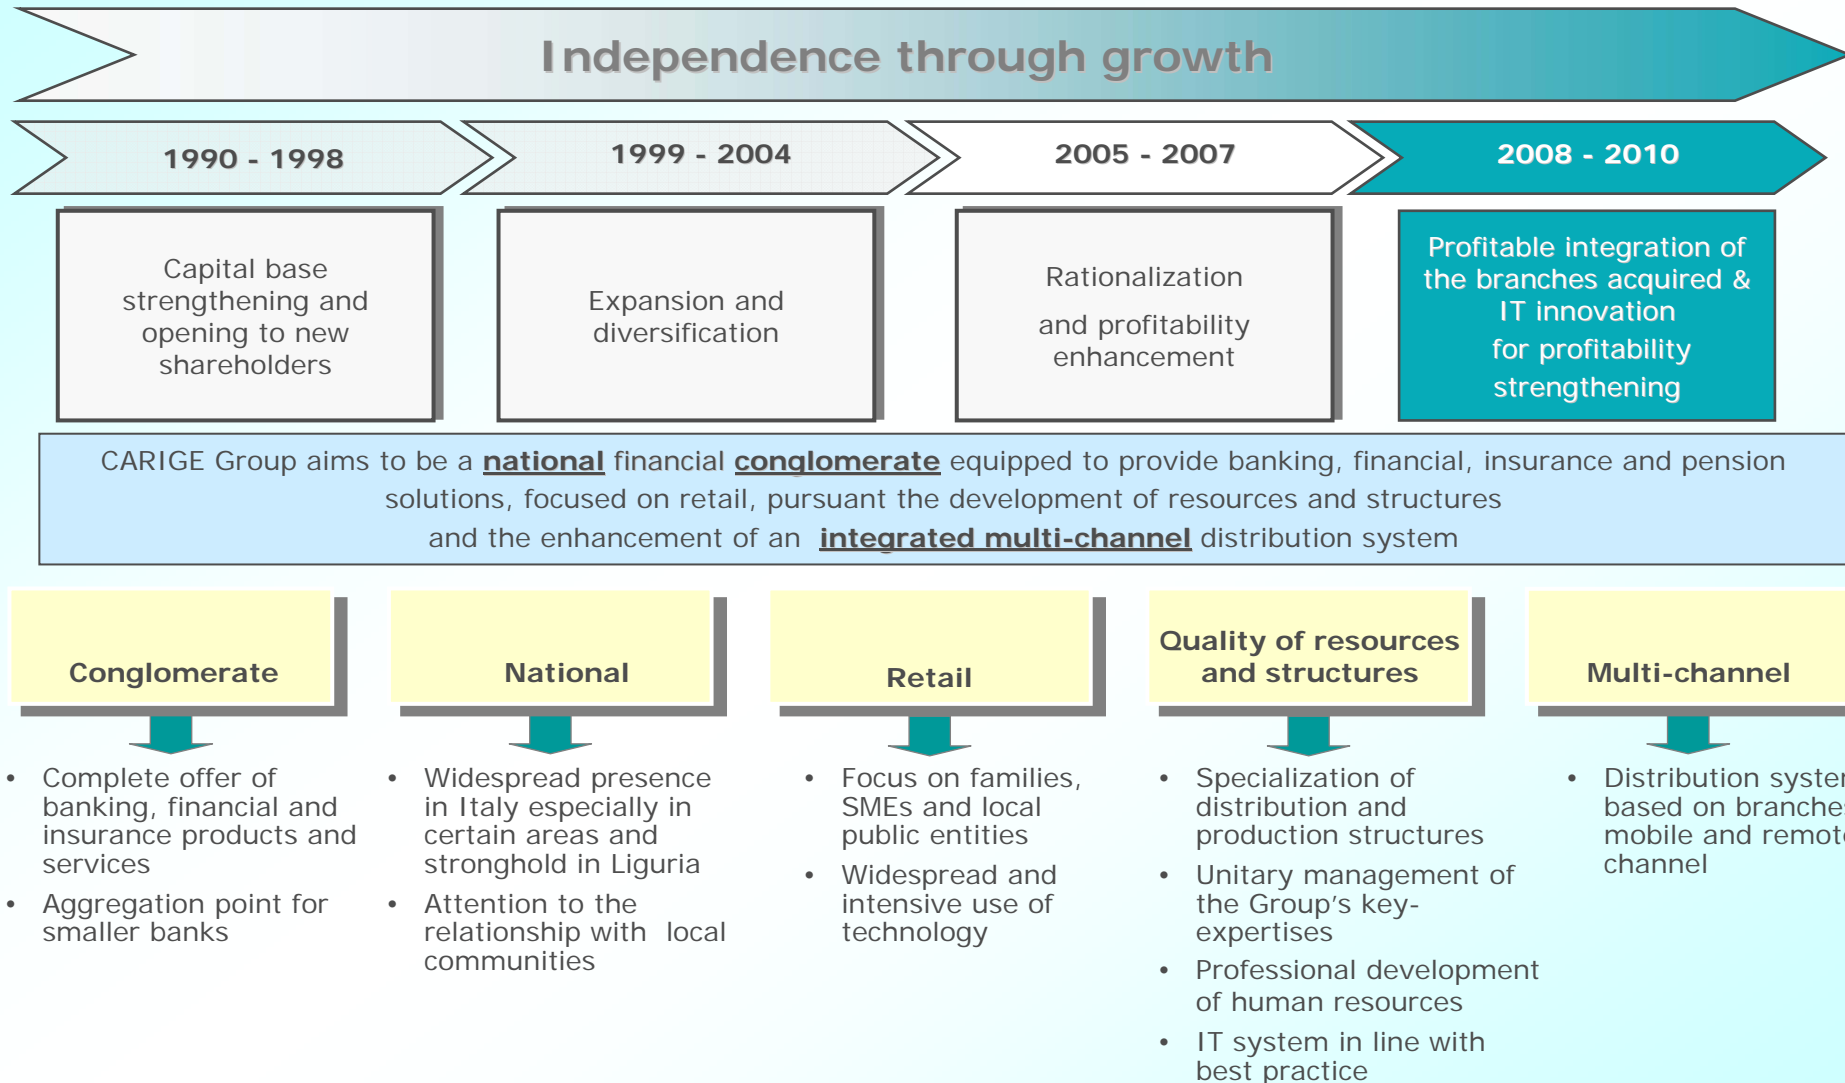 Independence through growth
1990 - 1998
1999 - 2004
2005 - 2007
2008 - 2010
Capital base
strengthening and
opening to new
shareholders
Expansion and
diversification
Rationalization
and profitability
enhancement
Profitable integration of
the branches acquired &
IT innovation
for profitability
strengthening
CARIGE Group aims to be a national financial conglomerate equipped to provide banking, financial, insurance and pension
solutions, focused on retail, pursuant the development of resources and structures
and the enhancement of an integrated multi-channel distribution system
Conglomerate
• Complete offer of
banking, financial and
insurance products and
services
• Aggregation point for
smaller banks
National
• Widespread presence
in Italy especially in
certain areas and
stronghold in Liguria
• Attention to the
relationship with local
communities
Retail
• Focus on families,
SMEs and local
public entities
• Widespread and
intensive use of
technology
Quality of resources
and structures
• Specialization of
distribution and
production structures
• Unitary management of
the Group's key-
expertises
• Professional development
of human resources
• IT system in line with
best practice
Multi-channel
• Distribution system
based on branches
mobile and remote
channel